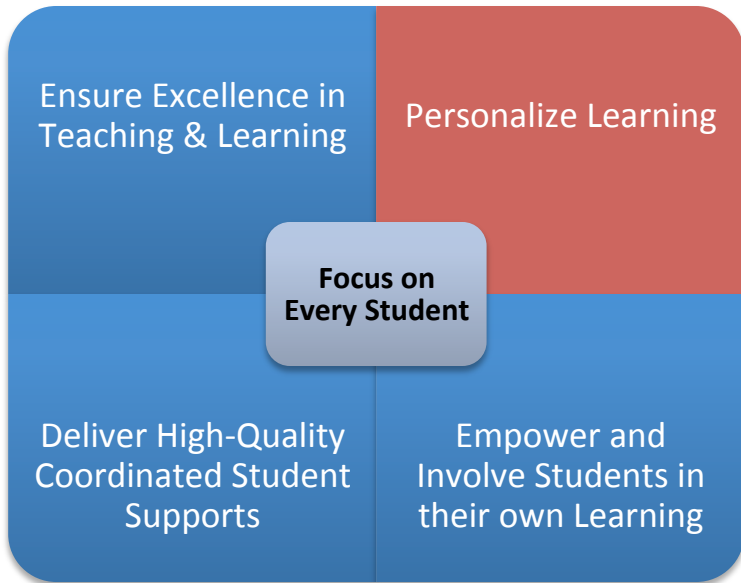 Ensure Excellence in
Teaching & Learning
Personalize Learning
Focus on
Every Student
Deliver High-Quality
Coordinated Student
Supports
Empower and
Involve Students in
their own Learning